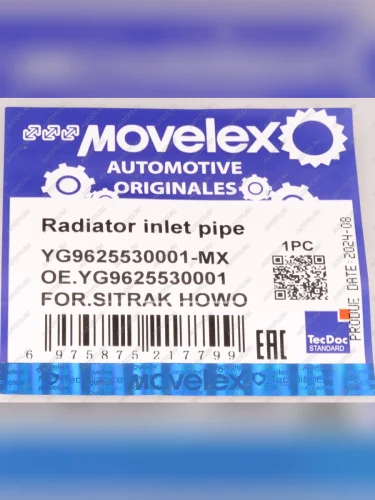 MOVELEX
AUTOMOTIVE
ORIGINALES
Radiator inlet pipe
YG9625530001-MX
OE.YG9625530001
FOR.SITRAK HOWO
1PC
6 975875 217799
EAC
TecDoc
STANDARD
PRODUE DATE:2024-08
MOVELEX